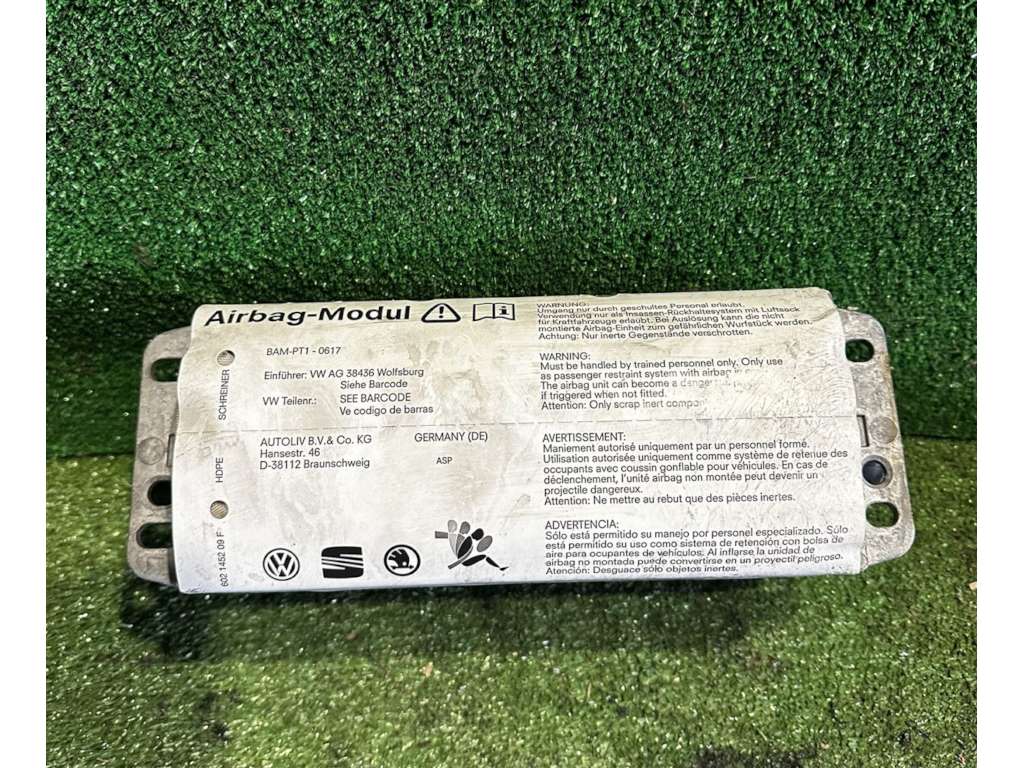 Airbag-Modul
BAM-PT1 - 0617
Einführer: VW AG 38436 Wolfsburg
Siehe Barcode
VW Teilenr.: SEE BARCODE
Ve codigo de barras
AUTOLIV B.V.& Co. KG
Hansestr. 46
D-38112 Braunschweig
GERMANY (DE)
ASP
SCHREINER
HDPE
602 1452 09 F
WARNUNG:
Umgang nur durch geschultes Personal erlaubt.
Verwendung nur als Insassen-Rückhaltesystem mit Luftsack
für Kraftfahrzeuge erlaubt. Bei Auslösung kann die nicht
montierte Airbag-Einheit zum gefährlichen Wurfstück werden.
Achtung: Nur inerte Gegenstände verschrotten.
WARNING:
Must be handled by trained personnel only. Only use
as passenger restraint system with airbag
The airbag unit can become a
if triggered when not fitted.
Attention: Only scrap inert
AVERTISSEMENT:
Maniement autorisé uniquement par un personnel formé.
Utilisation autorisée uniquement comme système de retenue des
occupants avec coussin gonflable pour véhicules. En cas de
déclenchement, l'unité airbag non montée peut devenir un
projectile dangereux.
Attention: Ne mettre au rebut que des pièces inertes.
ADVERTENCIA:
Sólo está permitido su manejo por personel especializado. Sólo
está permitido su uso como sistema de retención con bolsa de
aire para ocupantes de vehículos. Al inflarse la unidad de
airbag no montada puede convertirse en un proyectil peligroso.
Atención: Desguace sólo objetos inertes.